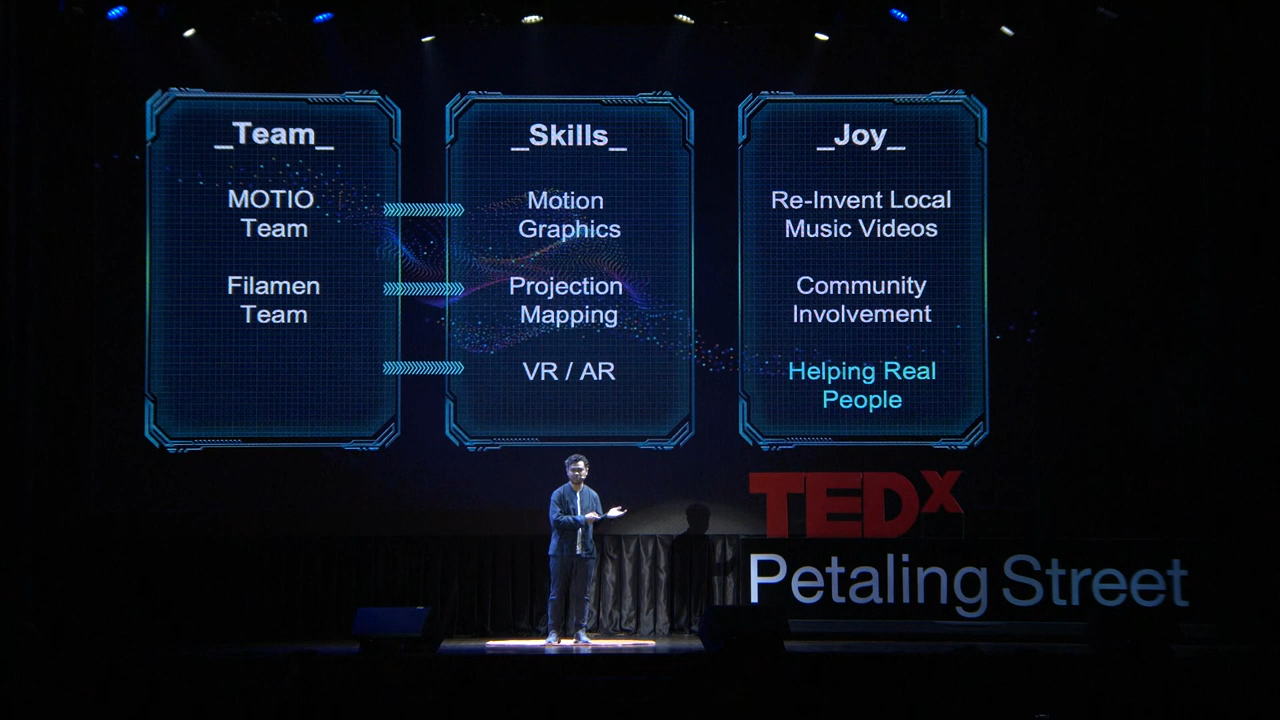 _Team_
MOTIO
Team
Filamen
Team
_Skills_
Motion
Graphics
Projection
Mapping
VR / AR
_Joy_
Re-Invent Local
Music Videos
Community
Involvement
Helping Real
People
TEDx
Petaling Street